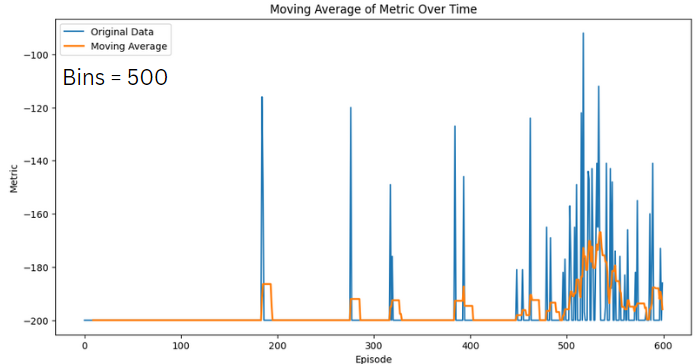 Moving Average of Metric Over Time
Original Data
Moving Average
Bins = 500
Metric
−100
−120
−140
−160
−180
−200
0 100 200 300 400 500 600
Episode